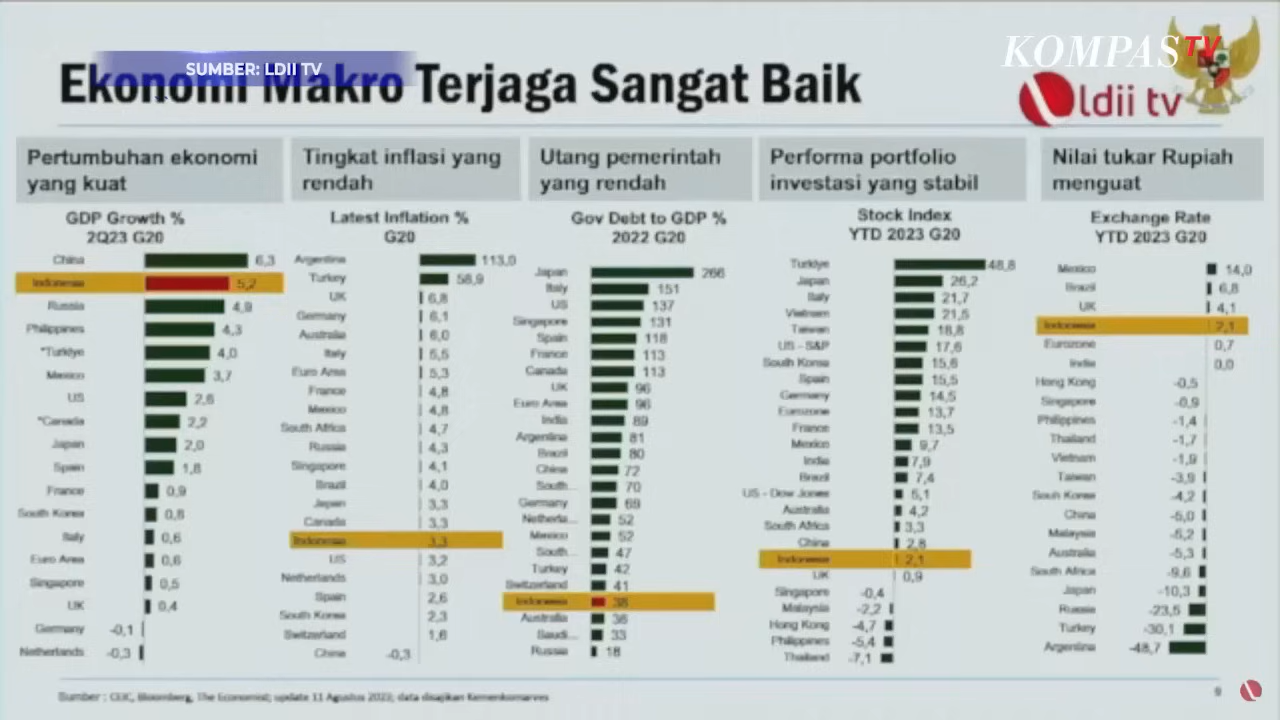 KOMPAS TV
SUMBER: LDII TV
Ekonomi Makro Terjaga Sangat Baik
ldii tv
Pertumbuhan ekonomi
yang kuat
GDP Growth %
2Q23 G20
China 6,3
Indonesia 5,2
Russia 4,9
Philippines 4,3
*Turkiye 4,0
Mexico 3,7
US 2,6
*Canada 2,2
Japan 2,0
Spain 1,8
France 0,9
South Korea 0,8
Italy 0,6
Euro Area 0,6
Singapore 0,5
UK 0,4
Germany -0,1
Netherlands -0,3
Tingkat inflasi yang
rendah
Latest Inflation %
G20
Argentina 113,0
Turkey 58,9
UK 6,8
Germany 6,1
Australia 6,0
Italy 5,5
Euro Area 5,3
France 4,8
Mexico 4,8
South Africa 4,7
Russia 4,3
Singapore 4,1
Brazil 4,0
Japan 3,3
Canada 3,3
Indonesia 3,3
US 3,2
Netherlands 3,0
Spain 2,6
South Korea 2,3
Switzerland 1,6
China -0,3
Utang pemerintah
yang rendah
Gov Debt to GDP %
2022 G20
Japan 266
Italy 151
US 137
Singapore 131
Spain 118
France 113
Canada 113
UK 96
Euro Area 96
India 89
Argentina 81
Brazil 80
China 72
South... 70
Germany 69
Netherla... 52
Mexico 52
South... 47
Turkey 42
Switzerland 41
Indonesia 38
Australia 36
Saudi... 33
Russia 18
Performa portfolio
investasi yang stabil
Stock Index
YTD 2023 G20
Turkiye 48,8
Japan 26,2
Italy 21,7
Vietnam 21,5
Taiwan 18,8
US - S&P 17,6
South Korea 15,6
Spain 15,5
Germany 14,5
Eurozone 13,7
France 13,5
Mexico 9,7
India 7,9
Brazil 7,4
US - Dow Jones 5,1
Australia 4,2
South Africa 3,3
China 2,8
Indonesia 2,1
UK 0,9
Singapore -0,4
Malaysia -2,2
Hong Kong -4,7
Philippines -5,4
Thailand -7,1
Nilai tukar Rupiah
menguat
Exchange Rate
YTD 2023 G20
Mexico 14,0
Brazil 6,8
UK 4,1
Indonesia 2,1
Eurozone 0,7
India 0,0
Hong Kong -0,5
Singapore -0,9
Philippines -1,4
Thailand -1,7
Vietnam -1,9
Taiwan -3,9
South Korea -4,2
China -5,0
Malaysia -5,2
Australia -5,3
South Africa -9,6
Japan -10,3
Russia -23,5
Turkey -30,1
Argentina -48,7
Sumber : CEIC, Bloomberg, The Economist; update 11 Agustus 2023; data disajikan Kemenkomarves
9